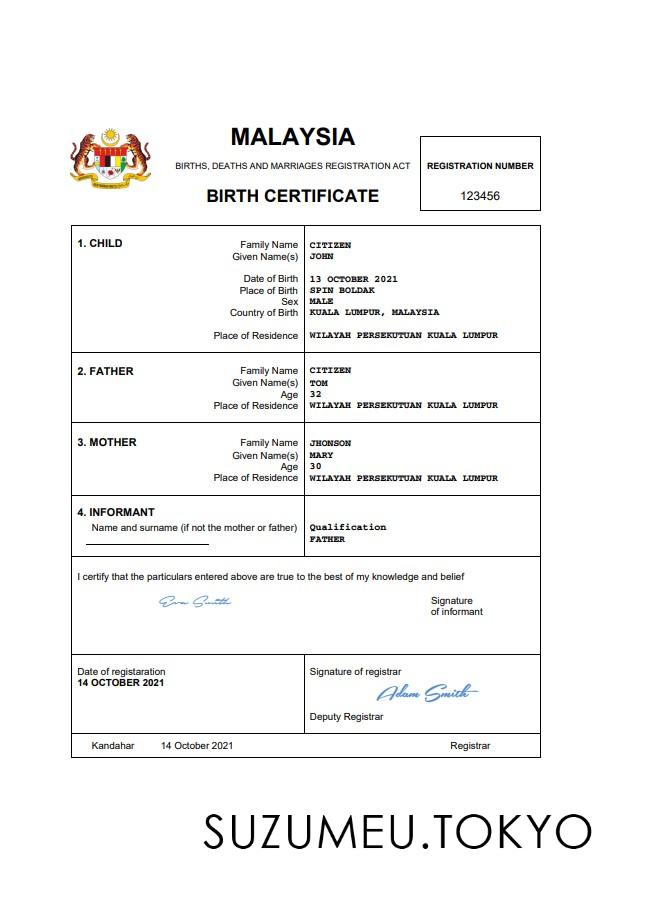 MALAYSIA
BIRTHS, DEATHS AND MARRIAGES REGISTRATION ACT
BIRTH CERTIFICATE
REGISTRATION NUMBER
123456
1. CHILD
Family Name CITIZEN
Given Name(s) JOHN
Date of Birth 13 OCTOBER 2021
Place of Birth SPIN BOLDAK
Sex MALE
Country of Birth KUALA LUMPUR, MALAYSIA
Place of Residence WILAYAH PERSEKUTUAN KUALA LUMPUR
2. FATHER
Family Name CITIZEN
Given Name(s) TOM
Age 32
Place of Residence WILAYAH PERSEKUTUAN KUALA LUMPUR
3. MOTHER
Family Name JHONSON
Given Name(s) MARY
Age 30
Place of Residence WILAYAH PERSEKUTUAN KUALA LUMPUR
4. INFORMANT
Name and surname (if not the mother or father)
Qualification
FATHER
I certify that the particulars entered above are true to the best of my knowledge and belief
Eva Smith
Signature
of informant
Date of registaration
14 OCTOBER 2021
Signature of registrar
Adam Smith
Deputy Registrar
Kandahar 14 October 2021 Registrar
SUZUMEU.TOKYO